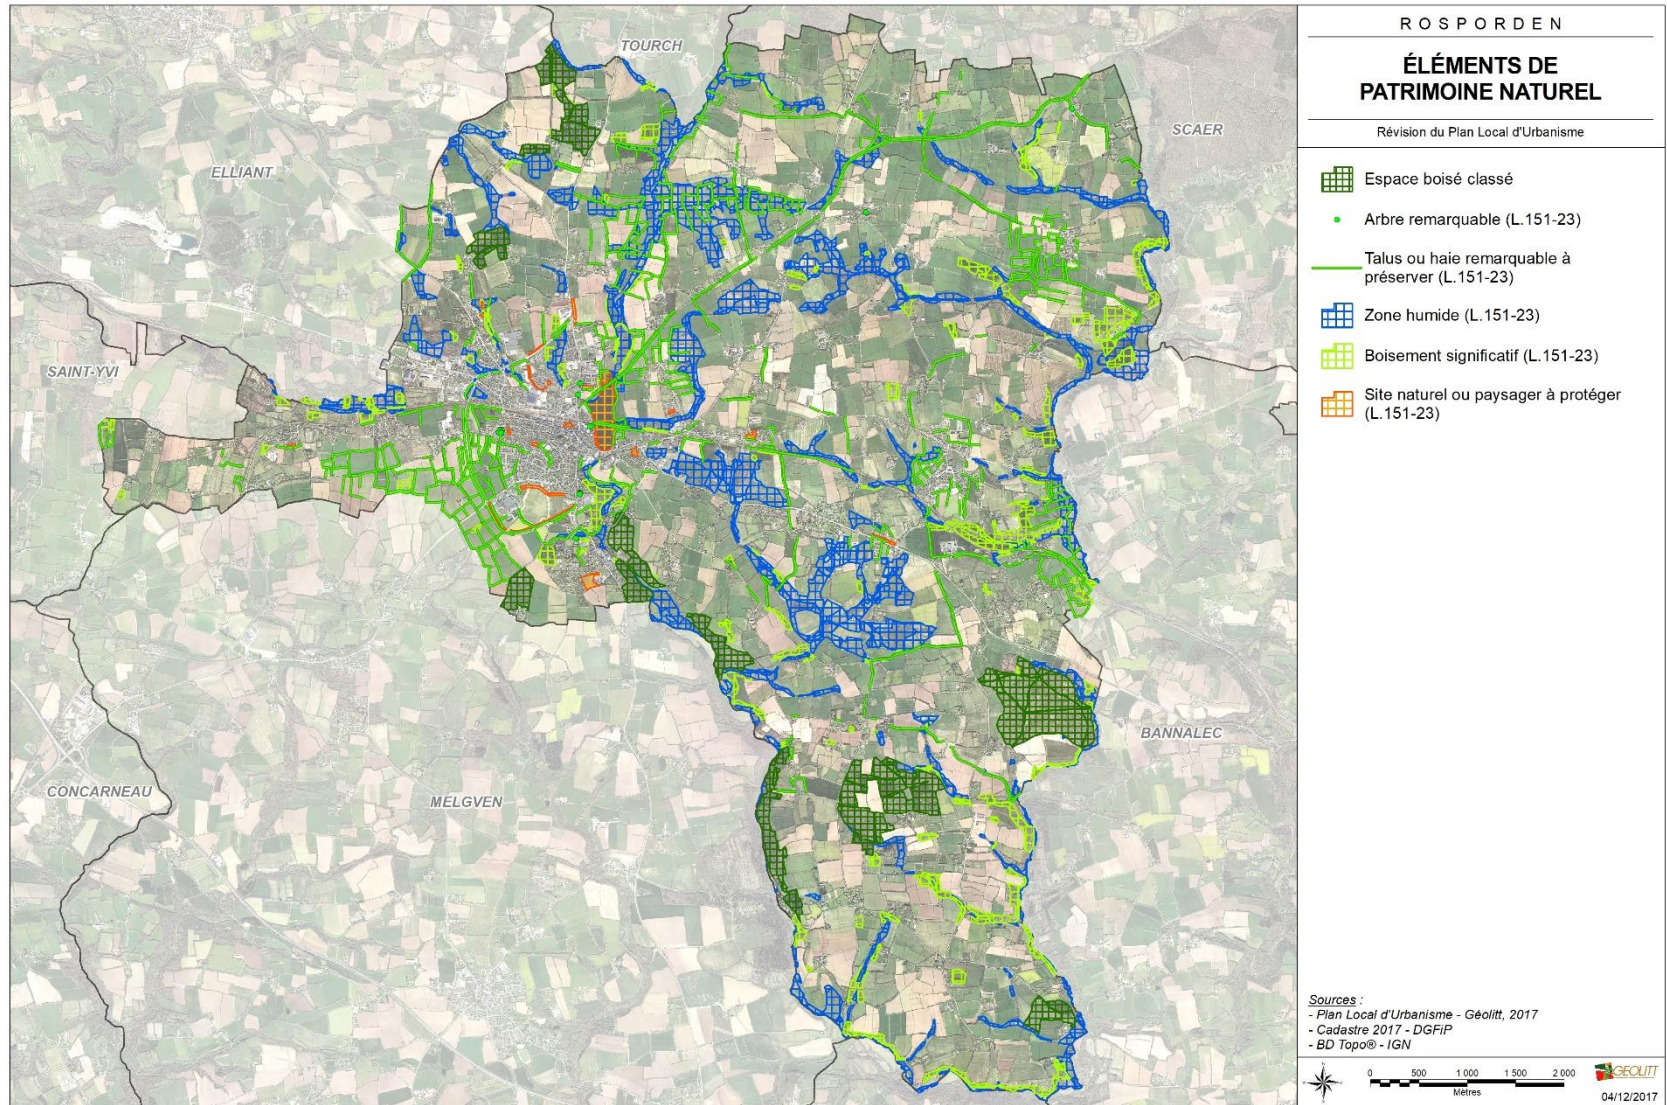 TOURCH
SCAER
ELLIANT
SAINT-YVI
BANNALEC
CONCARNEAU
MELGVEN
ROSPORDEN
ÉLÉMENTS DE
PATRIMOINE NATUREL
Révision du Plan Local d'Urbanisme
Espace boisé classé
Arbre remarquable (L.151-23)
Talus ou haie remarquable à
préserver (L.151-23)
Zone humide (L.151-23)
Boisement significatif (L.151-23)
Site naturel ou paysager à protéger
(L.151-23)
Sources :
- Plan Local d'Urbanisme - Géolitt, 2017
- Cadastre 2017 - DGFiP
- BD Topo® - IGN
0 500 1 000 1 500 2 000
Mètres
GEOLITT
04/12/2017